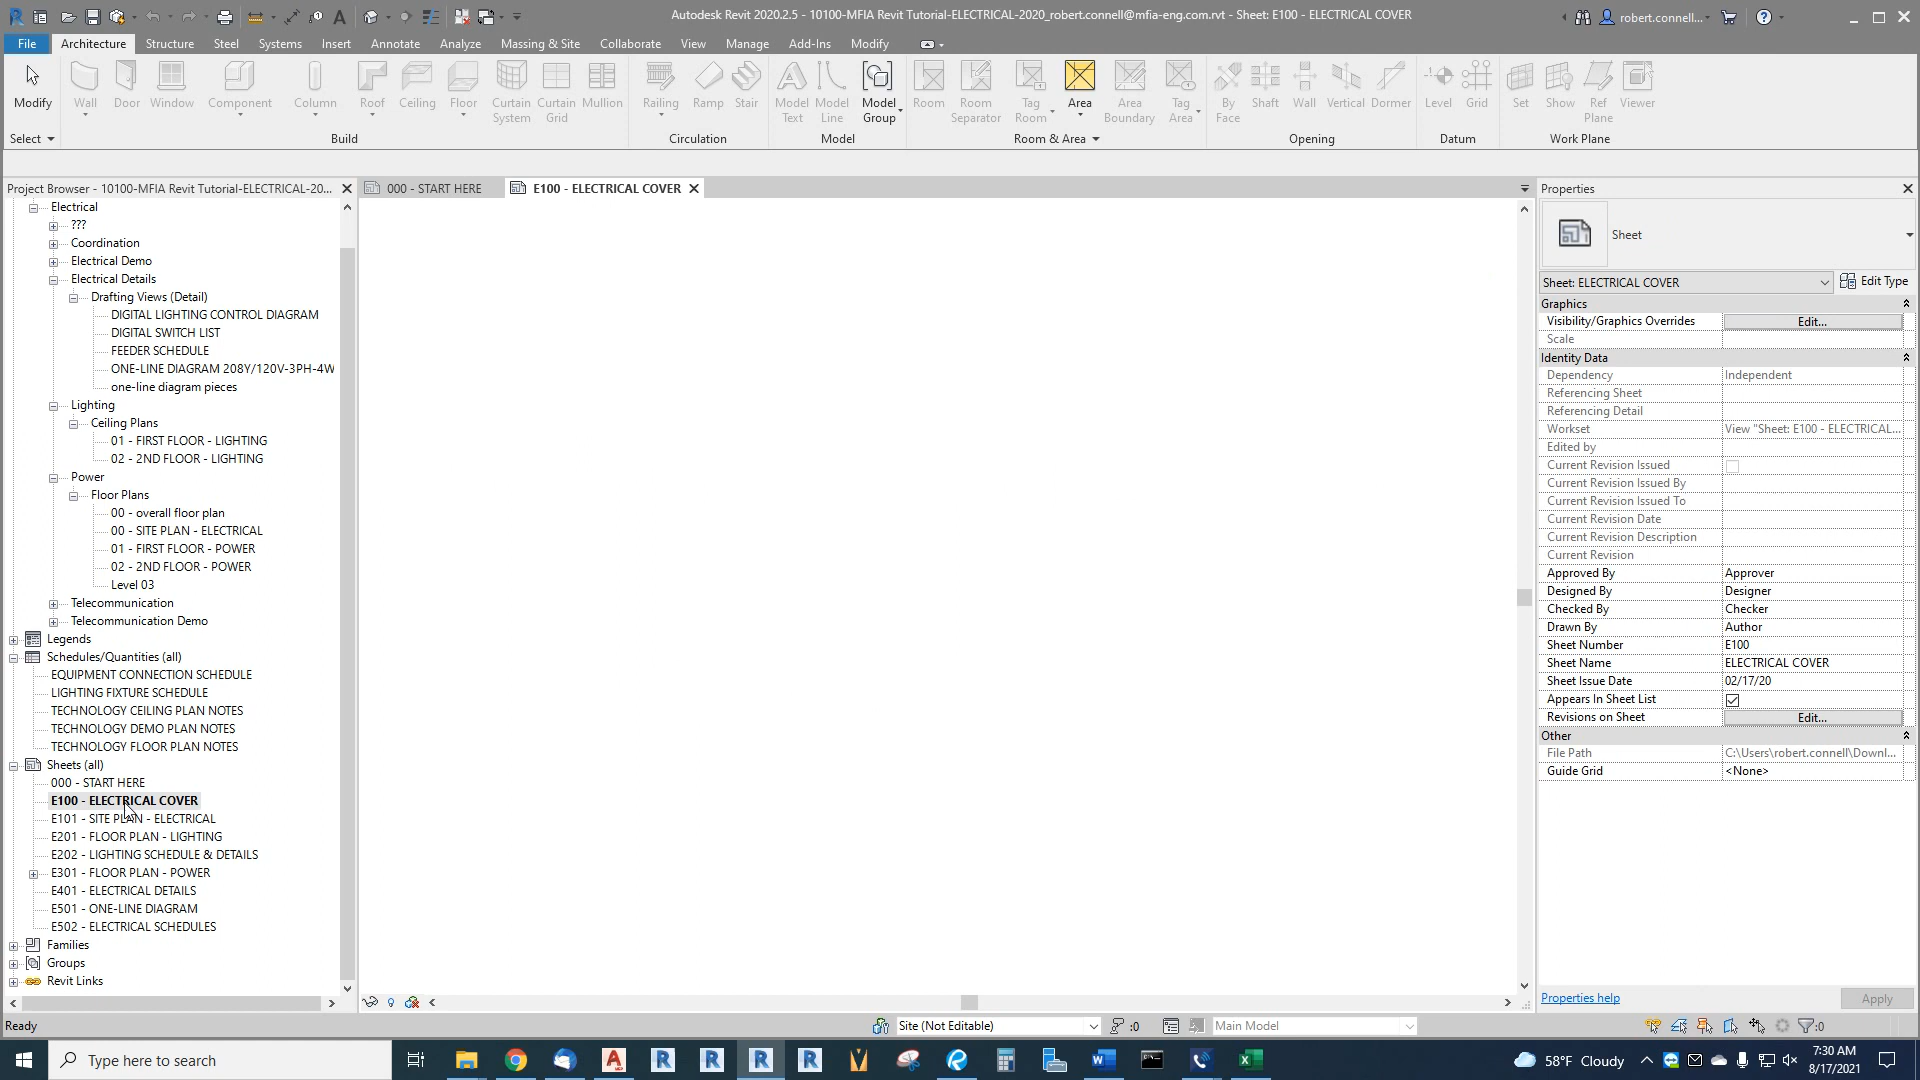 Autodesk Revit 2020.2.5 - 10100-MFIA Revit Tutorial-ELECTRICAL-2020_robert.connell@mfia-eng.com.rvt - Sheet: E100 - ELECTRICAL COVER
robert.connell...
File Architecture Structure Steel Systems Insert Annotate Analyze Massing & Site Collaborate View Manage Add-Ins Modify
Modify Wall Door Window Component Column Roof Ceiling Floor Curtain System Curtain Grid Mullion Railing Ramp Stair Model Text Model Line Model Group Room Room Separator Tag Room Area Area Boundary Tag Area By Face Shaft Wall Vertical Dormer Level Grid Set Show Ref Plane Viewer
Select Build Circulation Model Room & Area Opening Datum Work Plane
Project Browser - 10100-MFIA Revit Tutorial-ELECTRICAL-20...
Electrical
???
Coordination
Electrical Demo
Electrical Details
Drafting Views (Detail)
DIGITAL LIGHTING CONTROL DIAGRAM
DIGITAL SWITCH LIST
FEEDER SCHEDULE
ONE-LINE DIAGRAM 208Y/120V-3PH-4W
one-line diagram pieces
Lighting
Ceiling Plans
01 - FIRST FLOOR - LIGHTING
02 - 2ND FLOOR - LIGHTING
Power
Floor Plans
00 - overall floor plan
00 - SITE PLAN - ELECTRICAL
01 - FIRST FLOOR - POWER
02 - 2ND FLOOR - POWER
Level 03
Telecommunication
Telecommunication Demo
Legends
Schedules/Quantities (all)
EQUIPMENT CONNECTION SCHEDULE
LIGHTING FIXTURE SCHEDULE
TECHNOLOGY CEILING PLAN NOTES
TECHNOLOGY DEMO PLAN NOTES
TECHNOLOGY FLOOR PLAN NOTES
Sheets (all)
000 - START HERE
E100 - ELECTRICAL COVER
E101 - SITE PLAN - ELECTRICAL
E201 - FLOOR PLAN - LIGHTING
E202 - LIGHTING SCHEDULE & DETAILS
E301 - FLOOR PLAN - POWER
E401 - ELECTRICAL DETAILS
E501 - ONE-LINE DIAGRAM
E502 - ELECTRICAL SCHEDULES
Families
Groups
Revit Links
000 - START HERE
E100 - ELECTRICAL COVER
Properties
Sheet
Sheet: ELECTRICAL COVER
Edit Type
Graphics
Visibility/Graphics Overrides Edit...
Scale
Identity Data
Dependency Independent
Referencing Sheet
Referencing Detail
Workset View "Sheet: E100 - ELECTRICAL...
Edited by
Current Revision Issued
Current Revision Issued By
Current Revision Issued To
Current Revision Date
Current Revision Description
Current Revision
Approved By Approver
Designed By Designer
Checked By Checker
Drawn By Author
Sheet Number E100
Sheet Name ELECTRICAL COVER
Sheet Issue Date 02/17/20
Appears In Sheet List
Revisions on Sheet Edit...
Other
File Path C:\Users\robert.connell\Downl...
Guide Grid <None>
Properties help
Apply
Ready
Site (Not Editable)
:0
Main Model
:0
Type here to search
58°F Cloudy
7:30 AM
8/17/2021